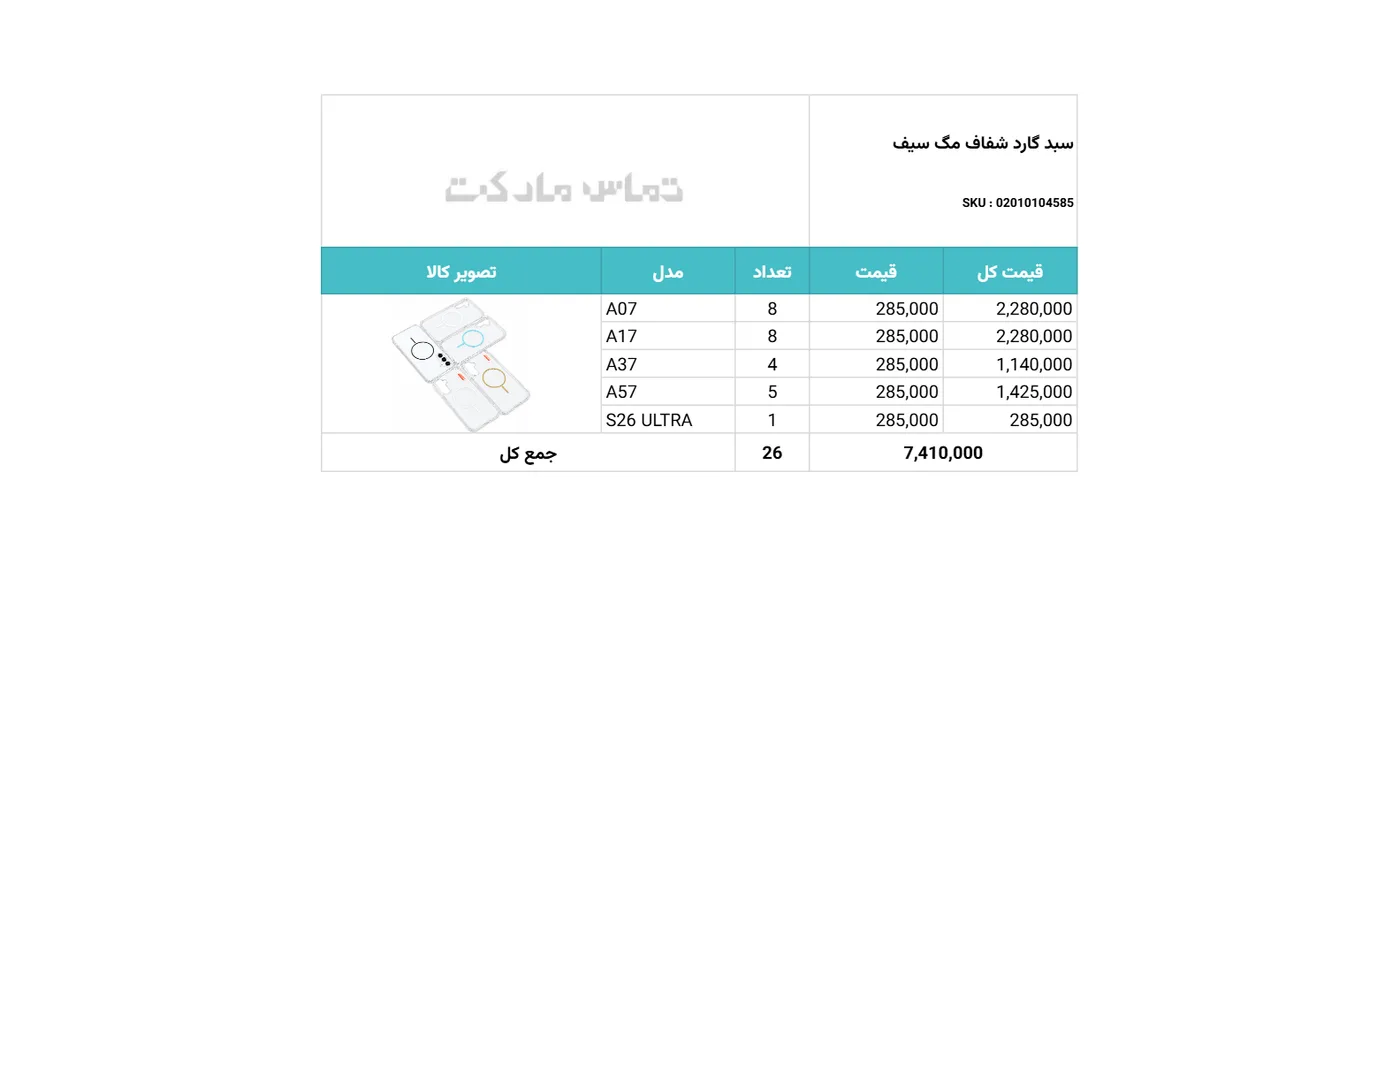 سبد گارد شفاف مگ سیف
تماس مارکت
SKU : 02010104585
تصویر کالا مدل تعداد قیمت قیمت کل
A07 8 285,000 2,280,000
A17 8 285,000 2,280,000
A37 4 285,000 1,140,000
A57 5 285,000 1,425,000
S26 ULTRA 1 285,000 285,000
جمع کل 26 7,410,000